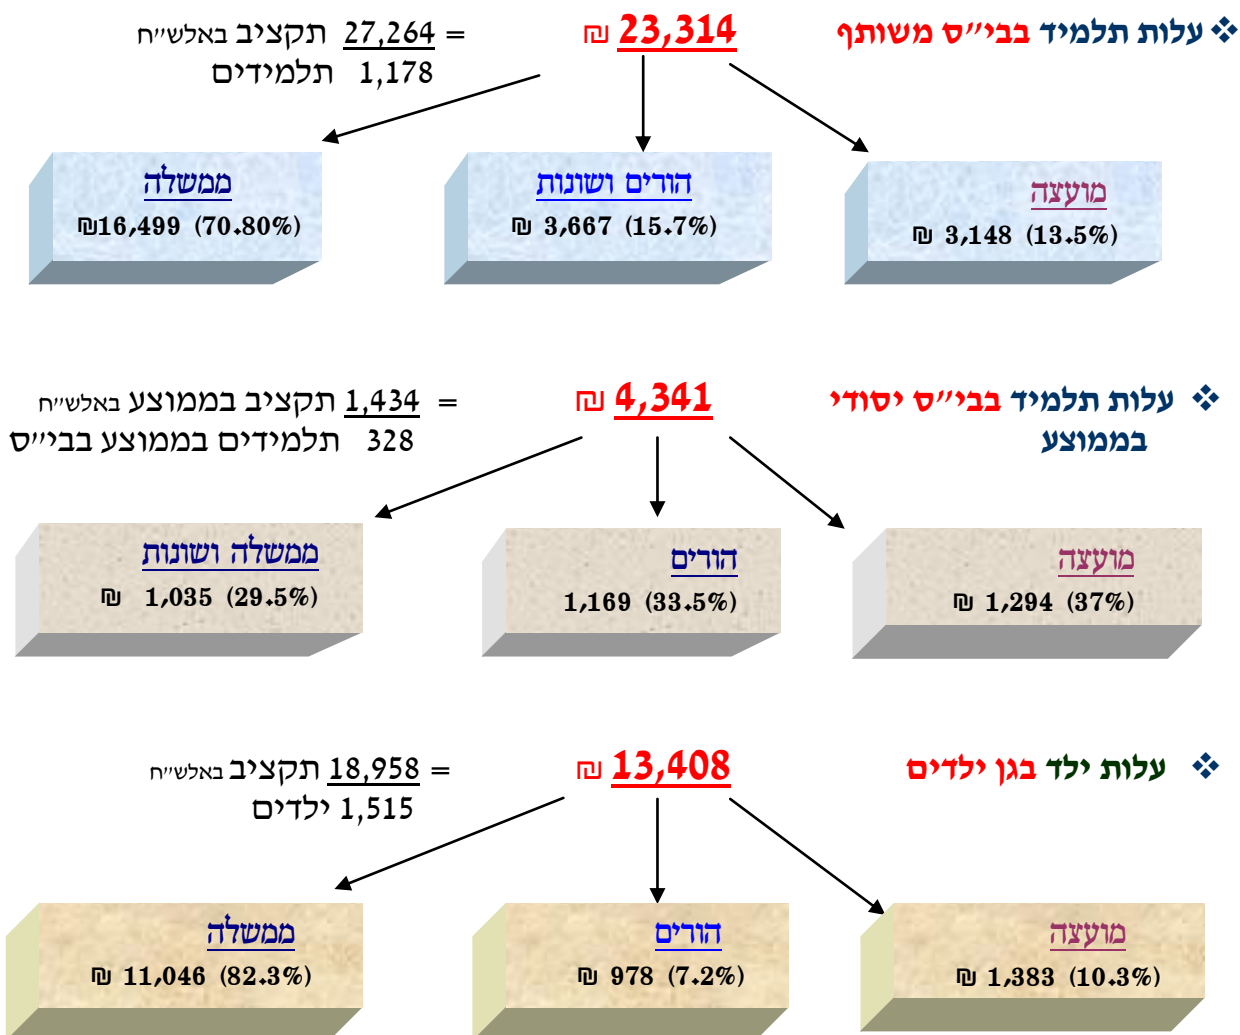 ❖ עלות תלמיד בבי״ס משותף 23,314 ₪ = 27,264 תקציב באלש״ח
1,178 תלמידים
מועצה
3,148 ₪ (13.5%)
הורים ושונות
3,667 ₪ (15.7%)
ממשלה
16,499₪ (70.80%)
❖ עלות תלמיד בבי״ס יסודי 4,341 ₪ = 1,434 תקציב בממוצע באלש״ח
בממוצע 328 תלמידים בממוצע בבי״ס
מועצה
1,294 ₪ (37%)
הורים
1,169 (33.5%)
ממשלה ושונות
1,035 ₪ (29.5%)
❖ עלות ילד בגן ילדים 13,408 ₪ = 18,958 תקציב באלש״ח
1,515 ילדים
מועצה
1,383 ₪ (10.3%)
הורים
978 ₪ (7.2%)
ממשלה
11,046 ₪ (82.3%)